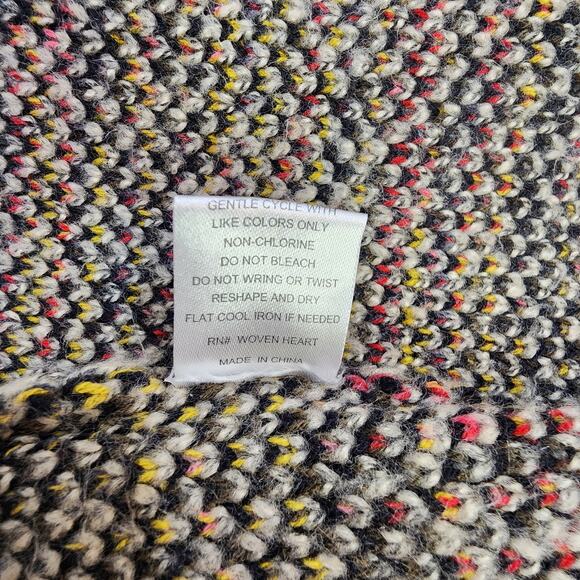 GENTLE CYCLE WITH
LIKE COLORS ONLY
NON-CHLORINE
DO NOT BLEACH
DO NOT WRING OR TWIST
RESHAPE AND DRY
FLAT COOL IRON IF NEEDED
RN# WOVEN HEART
MADE IN CHINA